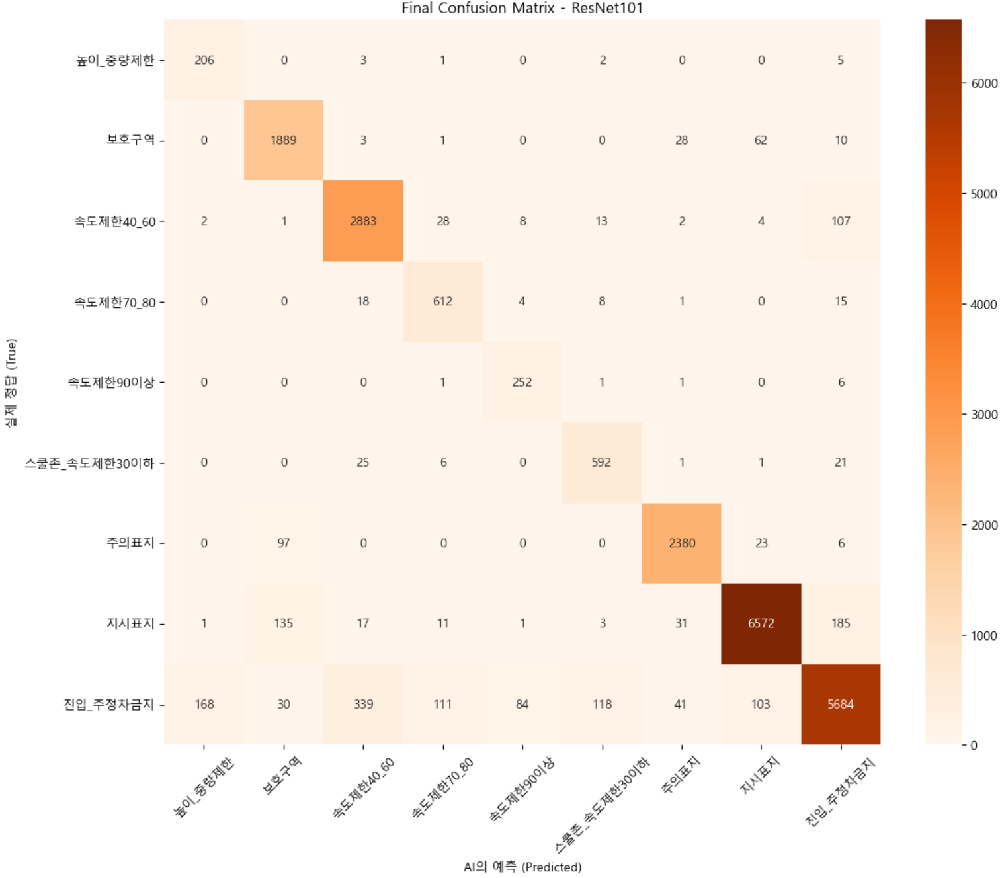 Final Confusion Matrix - ResNet101
높이_중량제한 206 0 3 1 0 2 0 0 5
보호구역 0 1889 3 1 0 0 28 62 10
속도제한40_60 2 1 2883 28 8 13 2 4 107
속도제한70_80 0 0 18 612 4 8 1 0 15
속도제한90이상 0 0 0 1 252 1 1 0 6
스쿨존_속도제한30이하 0 0 25 6 0 592 1 1 21
주의표지 0 97 0 0 0 0 2380 23 6
지시표지 1 135 17 11 1 3 31 6572 185
진입_주정차금지 168 30 339 111 84 118 41 103 5684
실제 정답 (True)
높이_중량제한
보호구역
속도제한40_60
속도제한70_80
속도제한90이상
스쿨존_속도제한30이하
주의표지
지시표지
진입_주정차금지
AI의 예측 (Predicted)
6000
5000
4000
3000
2000
1000
0